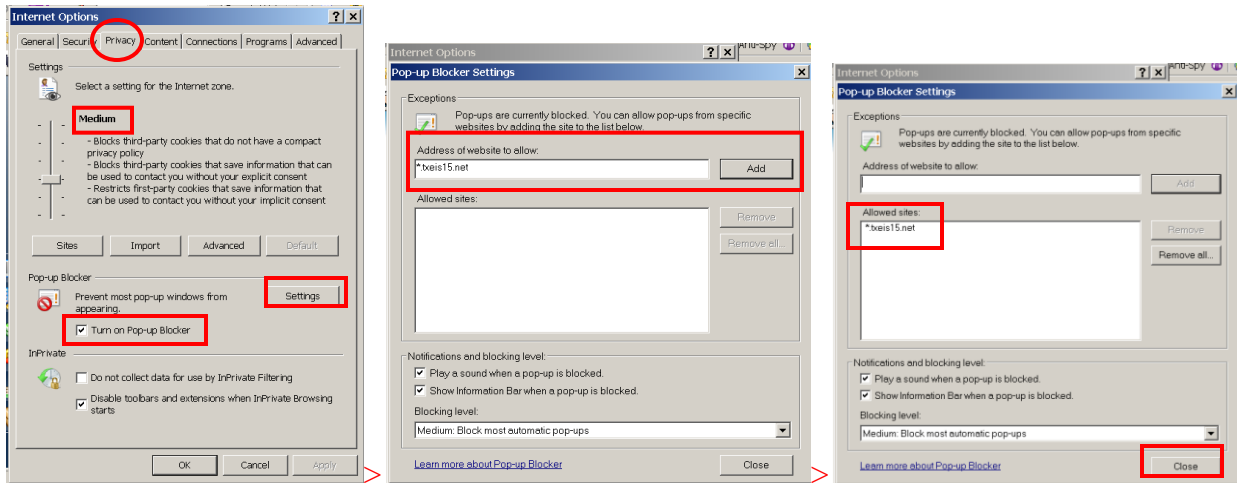 Internet Options
General Security Privacy Content Connections Programs Advanced
Settings
Select a setting for the Internet zone.
Medium
- Blocks third-party cookies that do not have a compact
privacy policy
- Blocks third-party cookies that save information that can
be used to contact you without your explicit consent
- Restricts first-party cookies that save information that
can be used to contact you without your implicit consent
Sites Import Advanced Default
Pop-up Blocker
Prevent most pop-up windows from
appearing.
Settings
Turn on Pop-up Blocker
InPrivate
Do not collect data for use by InPrivate Filtering
Disable toolbars and extensions when InPrivate Browsing
starts
OK Cancel Apply
>
Internet Options
Anti-Spy
Pop-up Blocker Settings
Exceptions
Pop-ups are currently blocked. You can allow pop-ups from specific
websites by adding the site to the list below.
Address of website to allow:
*.txeis15.net
Add
Allowed sites:
Remove
Remove all...
Notifications and blocking level:
Play a sound when a pop-up is blocked.
Show Information Bar when a pop-up is blocked.
Blocking level:
Medium: Block most automatic pop-ups
Learn more about Pop-up Blocker
Close
>
Internet Options
Anti-Spy
Pop-up Blocker Settings
Exceptions
Pop-ups are currently blocked. You can allow pop-ups from specific
websites by adding the site to the list below.
Address of website to allow:
Add
Allowed sites:
*.txeis15.net
Remove
Remove all...
Notifications and blocking level:
Play a sound when a pop-up is blocked.
Show Information Bar when a pop-up is blocked.
Blocking level:
Medium: Block most automatic pop-ups
Learn more about Pop-up Blocker
Close